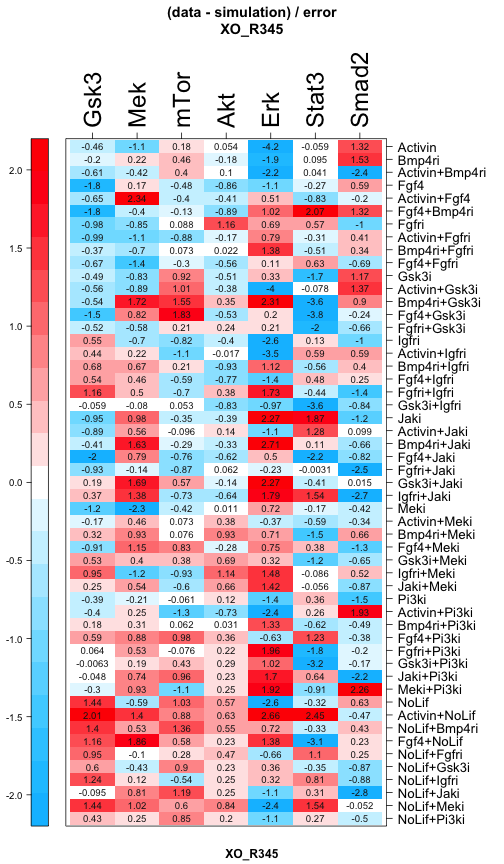 (data - simulation) / error
XO_R345
Gsk3 Mek mTor Akt Erk Stat3 Smad2
-0.46 -1.1 0.18 0.054 -4.2 -0.059 1.32 Activin
-0.2 0.22 0.46 -0.18 -1.9 0.095 1.53 Bmp4ri
-0.61 -0.42 0.4 0.1 -2.2 0.041 -2.4 Activin+Bmp4ri
-1.8 0.17 -0.48 -0.86 -1.1 -0.27 0.59 Fgf4
-0.65 2.34 -0.4 -0.41 0.51 -0.83 -0.2 Activin+Fgf4
-1.8 -0.4 -0.13 -0.89 1.02 2.07 1.32 Fgf4+Bmp4ri
-0.98 -0.85 0.088 1.16 0.69 0.57 -1 Fgfri
-0.99 -1.1 -0.88 -0.17 0.79 -0.31 0.41 Activin+Fgfri
-0.37 -0.7 0.073 0.022 1.38 -0.51 0.34 Bmp4ri+Fgfri
-0.67 -1.4 -0.3 -0.56 0.11 0.63 -0.69 Fgf4+Fgfri
-0.49 -0.83 0.92 -0.51 0.33 -1.7 1.17 Gsk3i
-0.56 -0.89 1.01 -0.38 -4 -0.078 1.37 Activin+Gsk3i
-0.54 1.72 1.55 0.35 2.31 -3.6 0.9 Bmp4ri+Gsk3i
-1.5 0.82 1.83 -0.53 0.2 -3.8 -0.24 Fgf4+Gsk3i
-0.52 -0.58 0.21 0.24 0.21 -2 -0.66 Fgfri+Gsk3i
0.55 -0.7 -0.82 -0.4 -2.6 0.13 -1 Igfri
0.44 0.22 -1.1 -0.017 -3.5 0.59 0.59 Activin+Igfri
0.68 0.67 0.21 -0.93 1.12 -0.56 0.4 Bmp4ri+Igfri
0.54 0.46 -0.59 -0.77 -1.4 0.48 0.25 Fgf4+Igfri
1.16 0.5 -0.7 0.38 1.73 -0.44 -1.4 Fgfri+Igfri
-0.059 -0.08 0.053 -0.83 -0.97 -3.6 -0.84 Gsk3i+Igfri
-0.95 0.98 -0.35 -0.39 2.27 1.87 -1.2 Jaki
-0.89 0.56 -0.096 0.14 -1.1 1.28 0.099 Activin+Jaki
-0.41 1.63 -0.29 -0.33 2.71 0.11 -0.66 Bmp4ri+Jaki
-2 0.79 -0.76 -0.62 0.5 -2.2 -0.82 Fgf4+Jaki
-0.93 -0.14 -0.87 0.062 -0.23 -0.0031 -2.5 Fgfri+Jaki
0.19 1.69 0.57 -0.14 2.27 -0.41 0.015 Gsk3i+Jaki
0.37 1.38 -0.73 -0.64 1.79 1.54 -2.7 Igfri+Jaki
-1.2 -2.3 -0.42 0.011 0.72 -0.17 -0.42 Meki
-0.17 0.46 0.073 0.38 -0.37 -0.59 -0.34 Activin+Meki
0.32 0.93 0.076 0.93 0.71 -1.5 0.66 Bmp4ri+Meki
-0.91 1.15 0.83 -0.28 0.75 0.38 -1.3 Fgf4+Meki
0.53 0.4 0.38 0.69 0.32 -1.2 -0.65 Gsk3i+Meki
0.95 -1.2 -0.93 1.14 1.48 -0.086 0.52 Igfri+Meki
0.25 0.54 -0.6 0.66 1.42 -0.056 -0.87 Jaki+Meki
-0.39 -0.21 -0.061 0.12 -1.4 0.36 -1.5 Pi3ki
-0.4 0.25 -1.3 -0.73 -2.4 0.26 1.93 Activin+Pi3ki
0.18 0.31 0.062 0.031 1.33 -0.62 -0.49 Bmp4ri+Pi3ki
0.59 0.88 0.98 0.36 -0.63 1.23 -0.38 Fgf4+Pi3ki
0.064 0.53 -0.076 0.22 1.96 -1.8 -0.2 Fgfri+Pi3ki
-0.0063 0.19 0.43 0.29 1.02 -3.2 -0.17 Gsk3i+Pi3ki
-0.048 0.74 0.96 0.23 1.7 0.64 -2.2 Jaki+Pi3ki
-0.3 0.93 -1.1 0.25 1.92 -0.91 2.26 Meki+Pi3ki
1.44 -0.59 1.03 0.57 -2.6 -0.32 0.63 NoLif
2.01 1.4 0.88 0.63 2.66 2.45 -0.47 Activin+NoLif
1.4 0.53 1.36 0.55 0.72 -0.33 0.43 NoLif+Bmp4ri
1.16 1.66 0.58 0.23 1.38 -3.1 0.23 Fgf4+NoLif
0.95 -0.1 0.28 0.47 -0.66 1.1 0.25 NoLif+Fgfri
0.6 -0.43 0.9 0.23 0.36 -0.35 -0.87 NoLif+Gsk3i
1.24 0.12 -0.54 0.25 0.32 0.81 -0.88 NoLif+Igfri
-0.095 0.81 1.19 0.25 -1.1 0.31 -2.8 NoLif+Jaki
1.44 1.02 0.6 0.84 -2.4 1.54 -0.052 NoLif+Meki
0.43 0.25 0.85 0.2 -1.1 0.27 -0.5 NoLif+Pi3ki
2.0
1.5
1.0
0.5
0.0
-0.5
-1.0
-1.5
-2.0
XO_R345